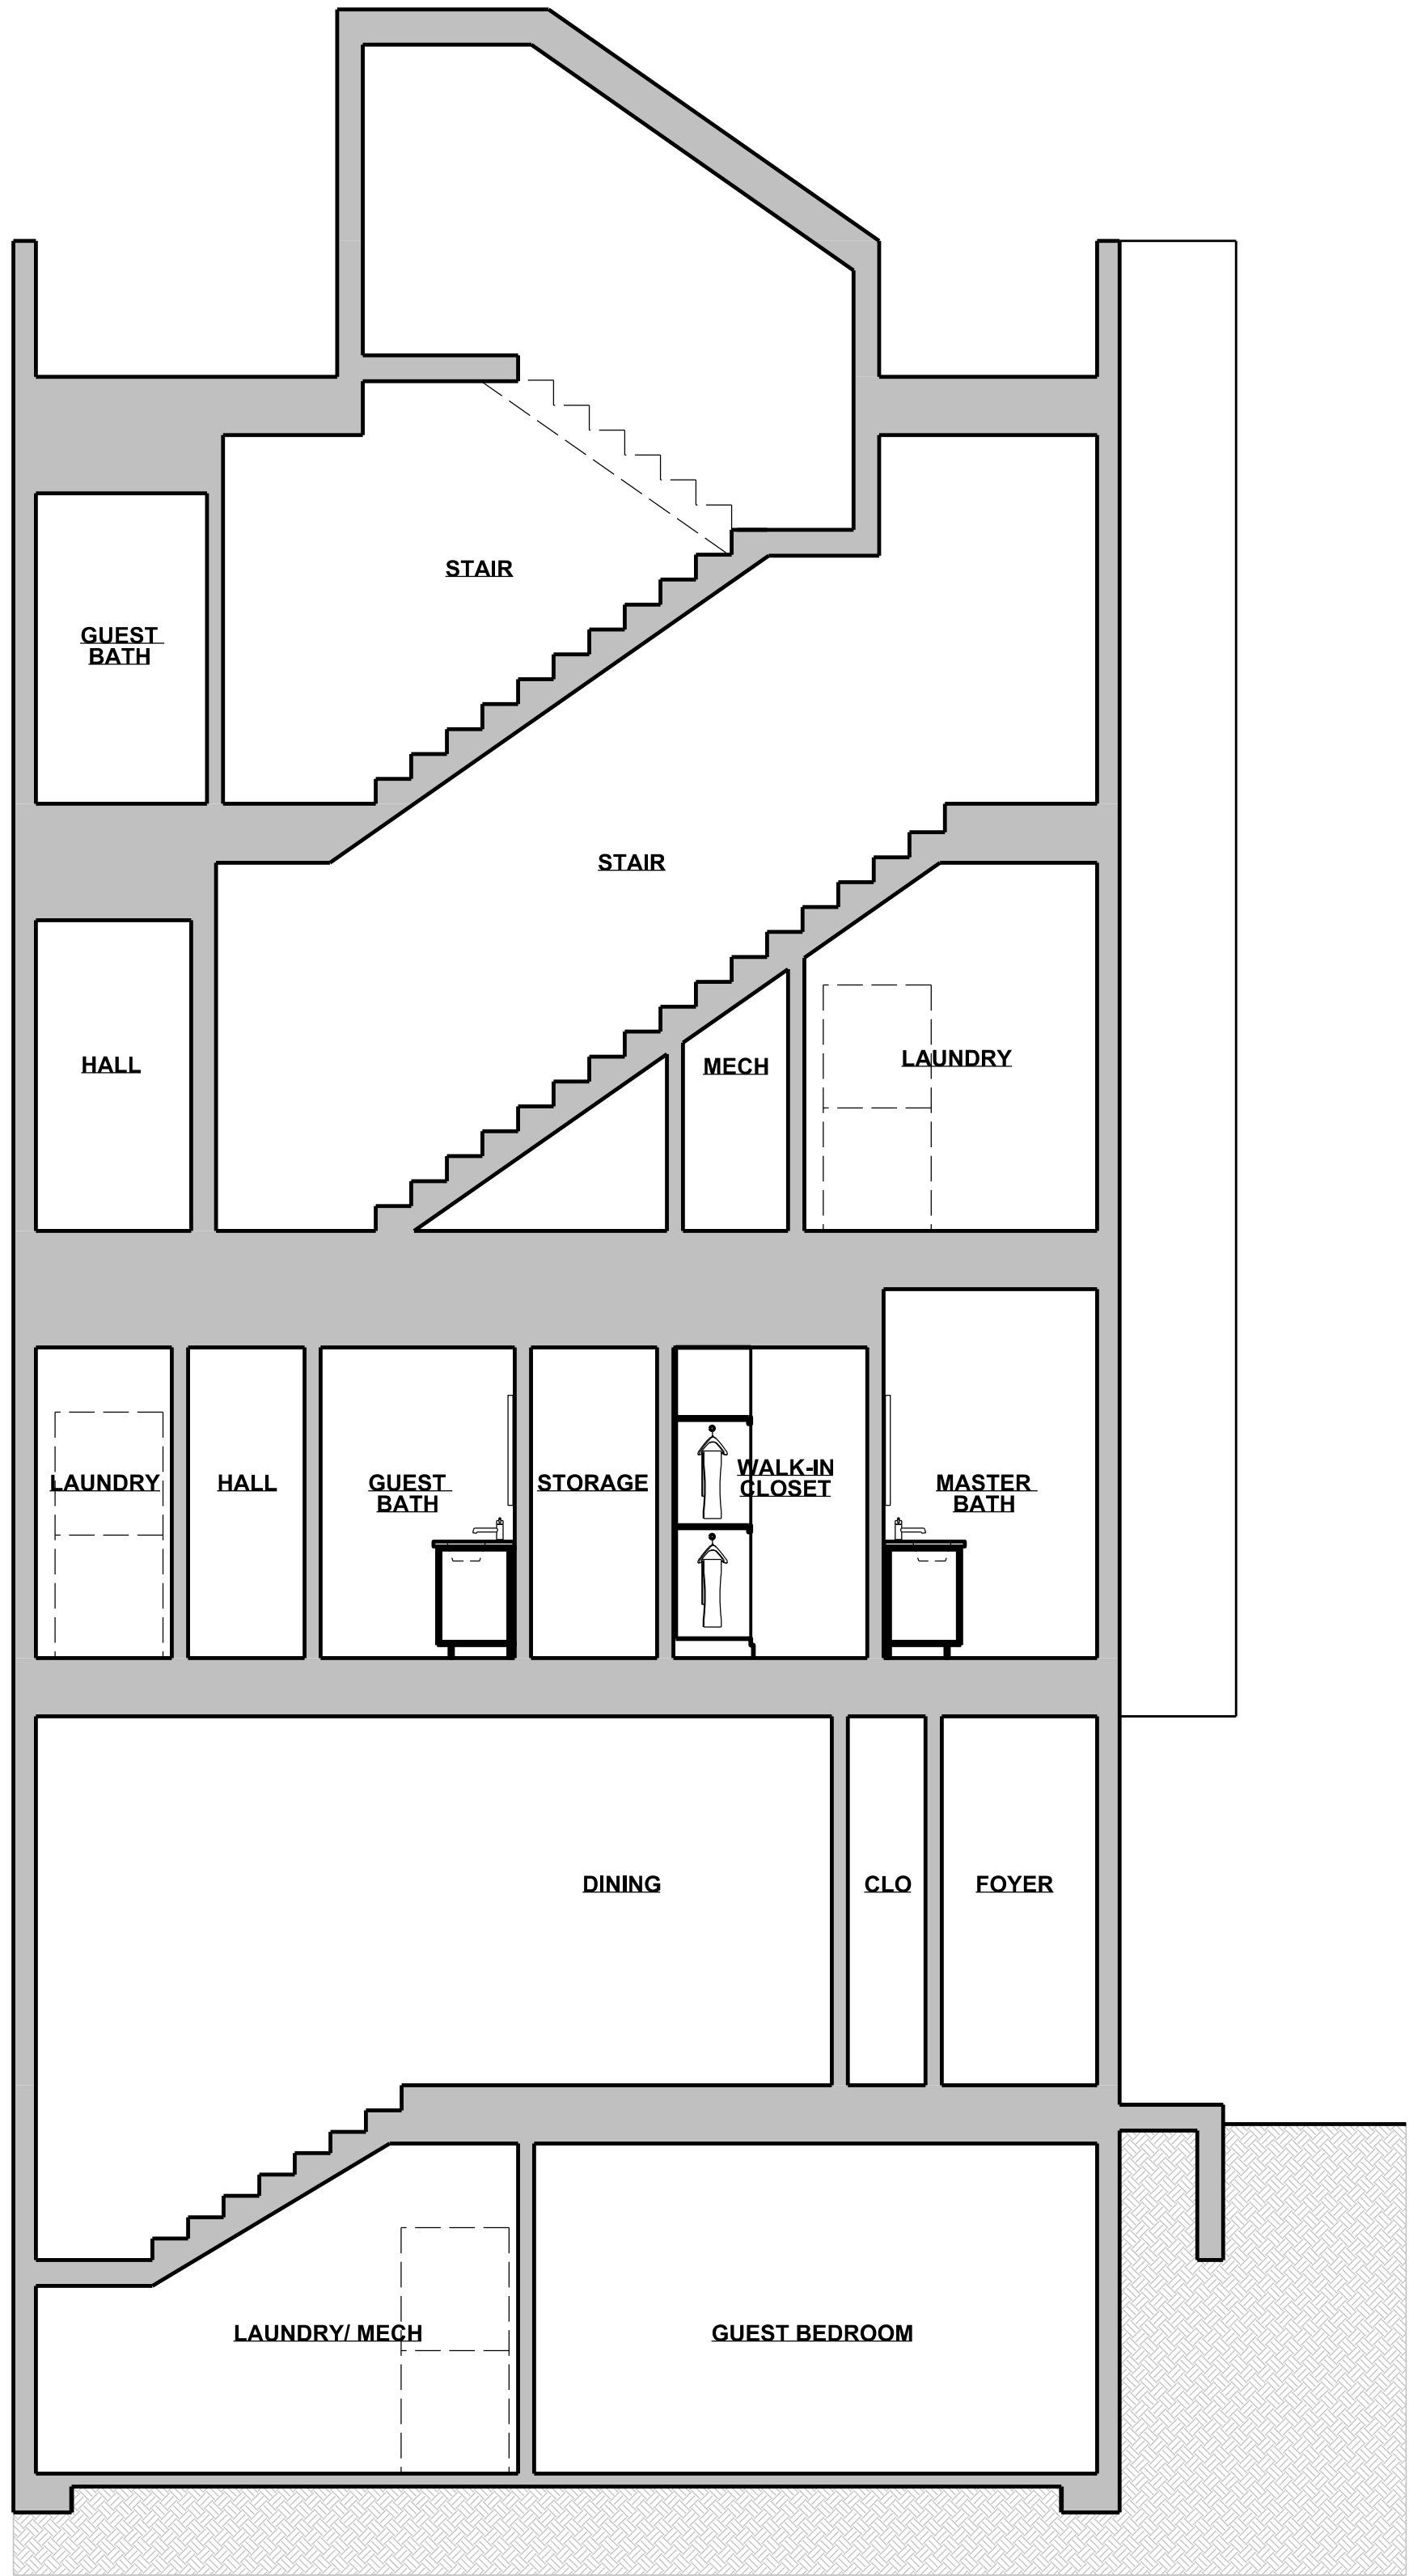 STAIR
GUEST
BATH
STAIR
HALL
MECH
LAUNDRY
LAUNDRY
HALL
GUEST
BATH
STORAGE
WALK-IN
CLOSET
MASTER
BATH
DINING
CLO
FOYER
LAUNDRY/ MECH
GUEST BEDROOM